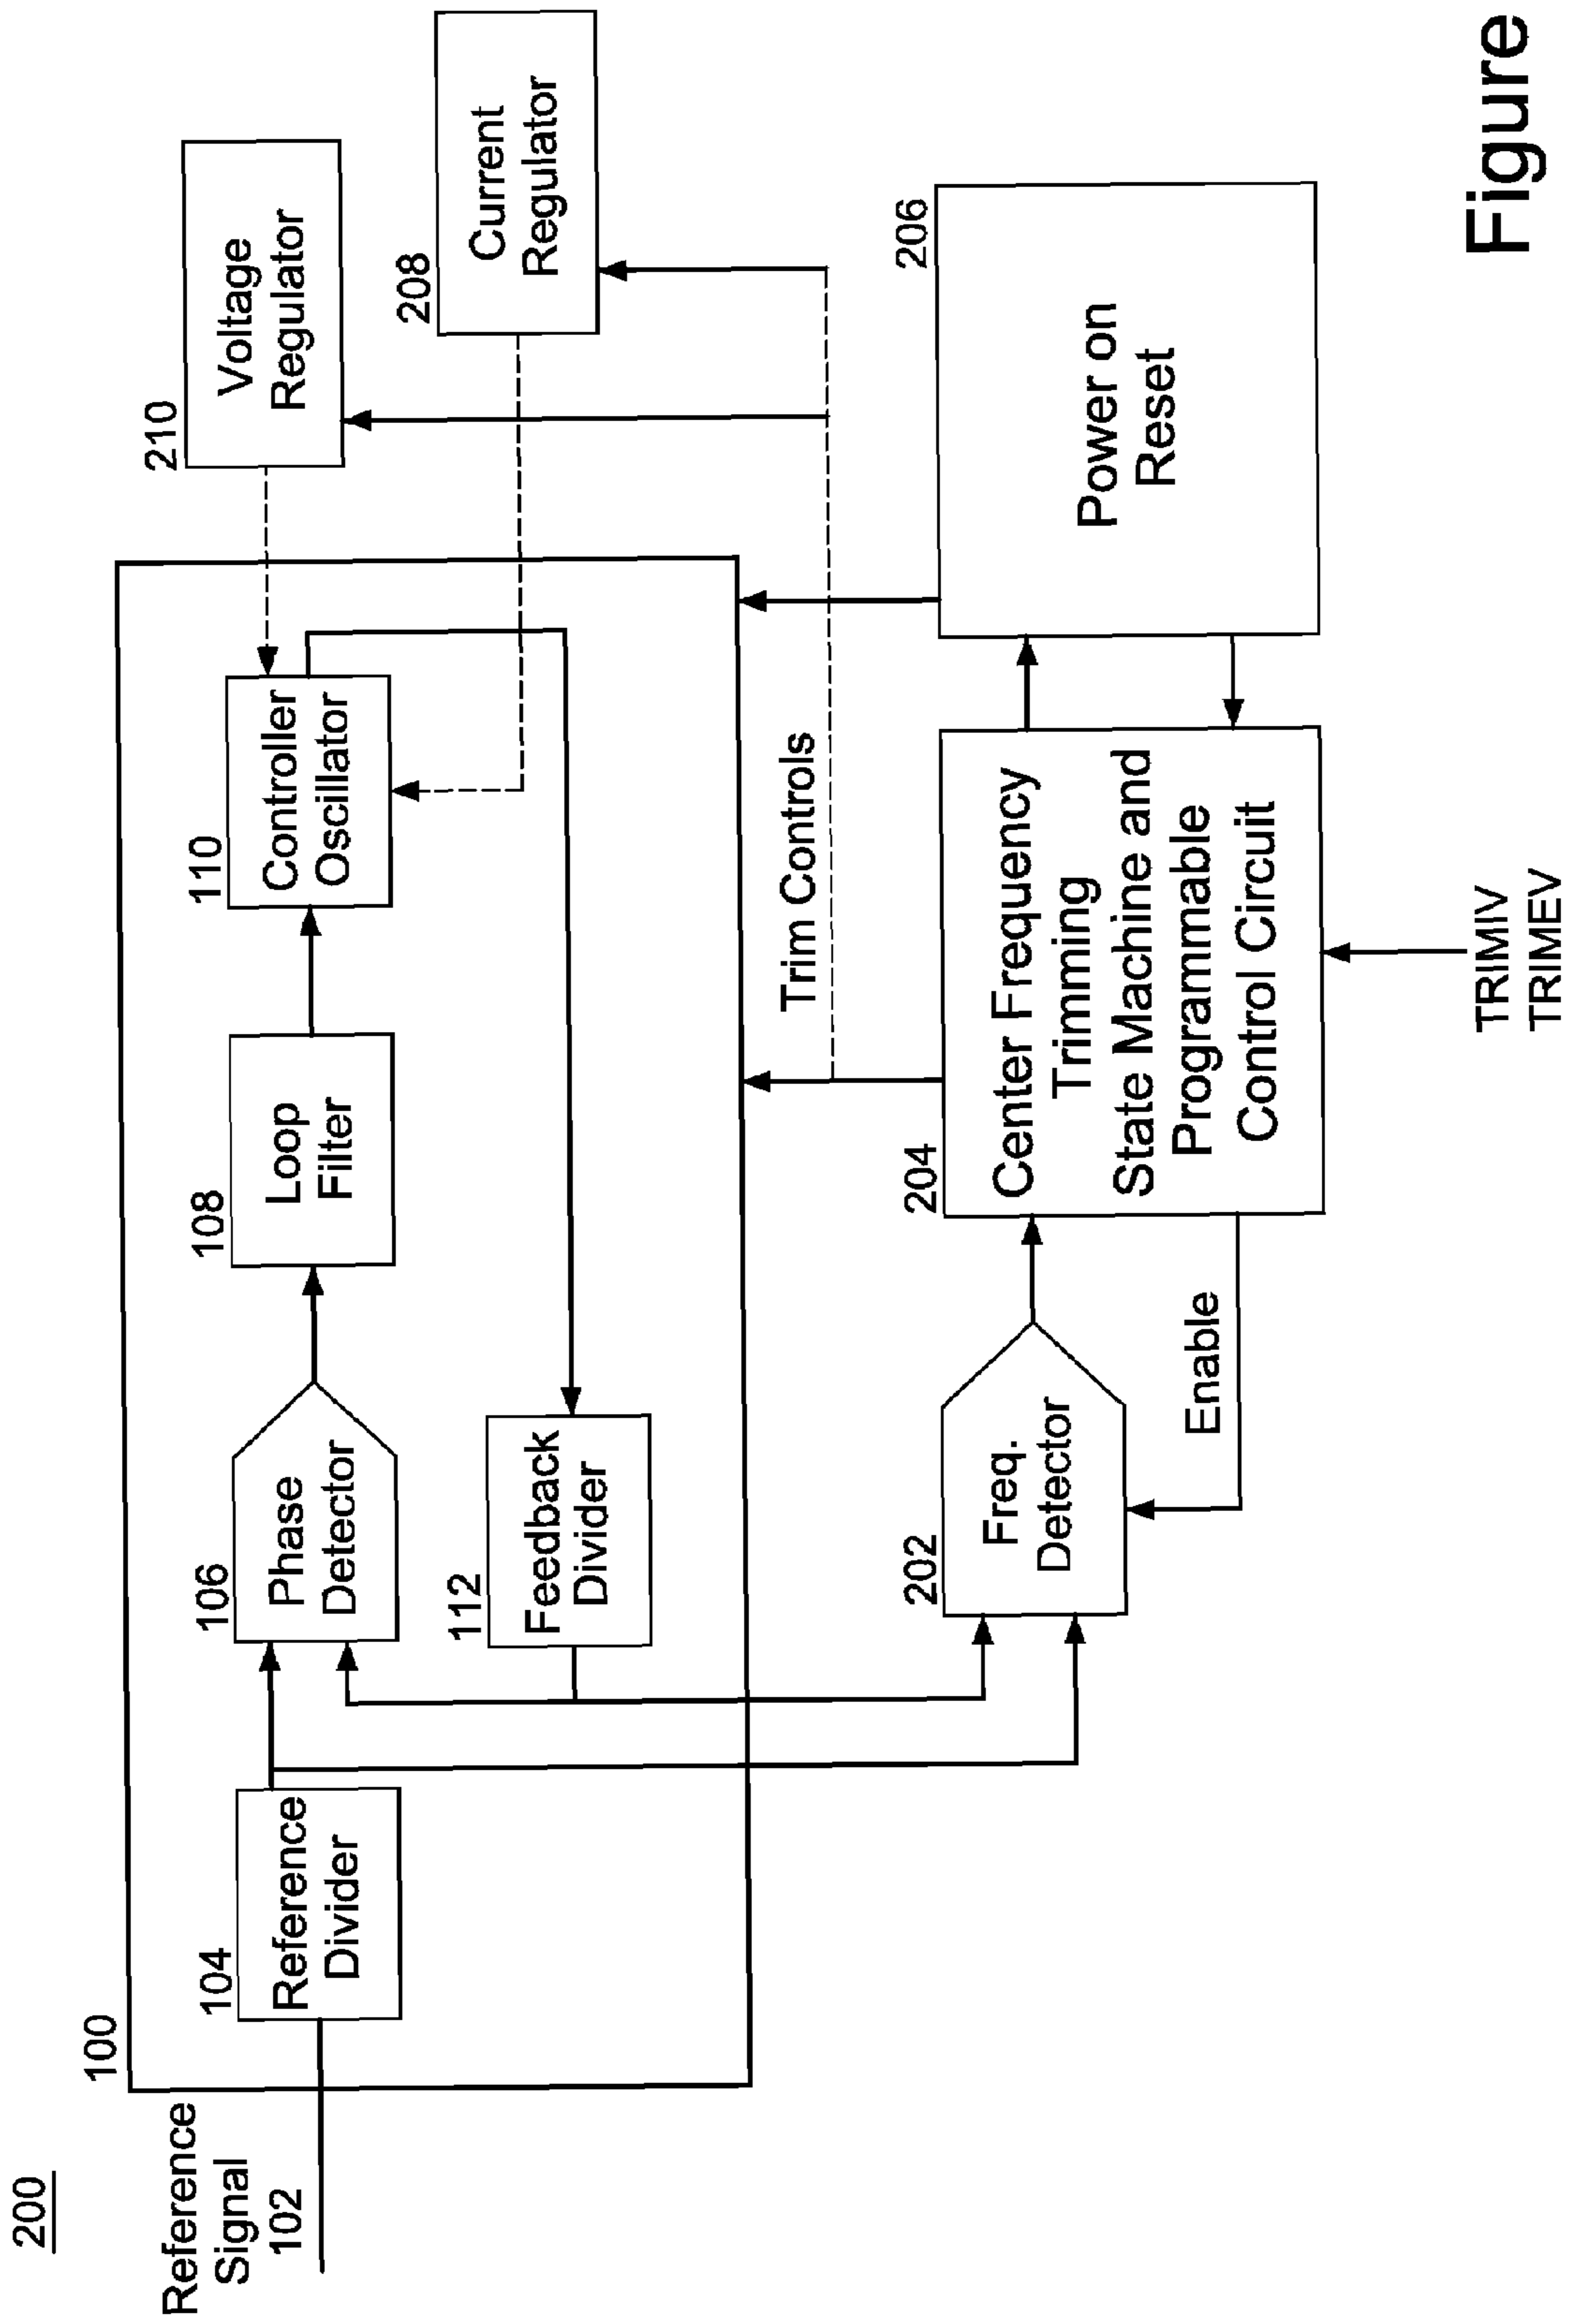 200
Reference
Signal
102
100
104
Reference
Divider
106
Phase
Detector
108
Loop
Filter
110
Controller
Oscillator
210
Voltage
Regulator
208
Current
Regulator
112
Feedback
Divider
Trim Controls
202
Freq.
Detector
Enable
204
Center Frequency
Trimming
State Machine and
Programmable
Control Circuit
206
Power on
Reset
TRIMIV
TRIMEV
Figure